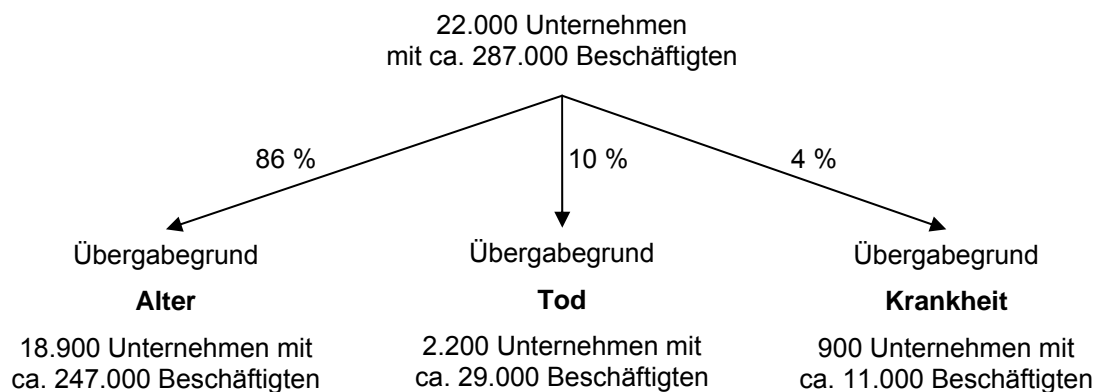 22.000 Unternehmen
mit ca. 287.000 Beschäftigten
86 %
10 %
4 %
Übergabegrund
Alter
18.900 Unternehmen mit
ca. 247.000 Beschäftigten
Übergabegrund
Tod
2.200 Unternehmen mit
ca. 29.000 Beschäftigten
Übergabegrund
Krankheit
900 Unternehmen mit
ca. 11.000 Beschäftigten